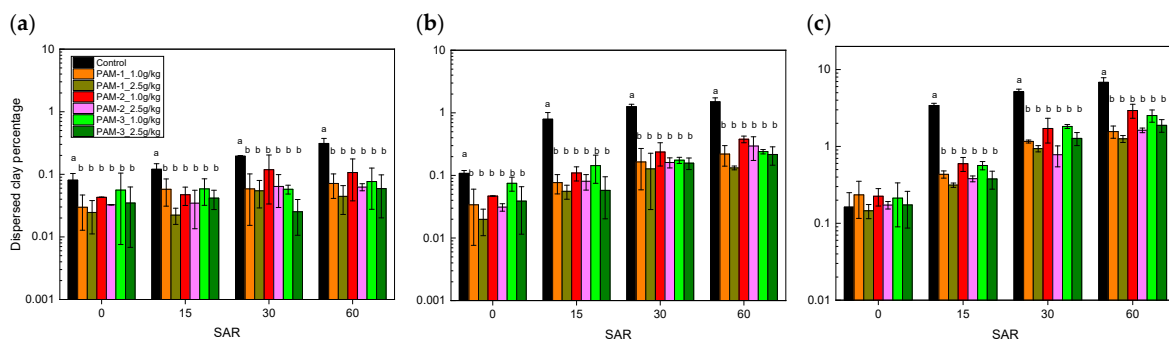 (a)
Dispersed clay percentage
10
1
0.1
0.01
0.001
Control
PAM-1_1.0g/kg
PAM-1_2.5g/kg
PAM-2_1.0g/kg
PAM-2_2.5g/kg
PAM-3_1.0g/kg
PAM-3_2.5g/kg
a b b b b b b
a b b b b b b
a b b b b b b
a b b b b b b
0 15 30 60
SAR
(b)
10
1
0.1
0.01
0.001
a b b b b b b
a b b b b b b
a b b b b b b
a b b b b b b
0 15 30 60
SAR
(c)
10
1
0.1
0.01
a b b b b b b
a b b b b b b
a b b b b b b
0 15 30 60
SAR